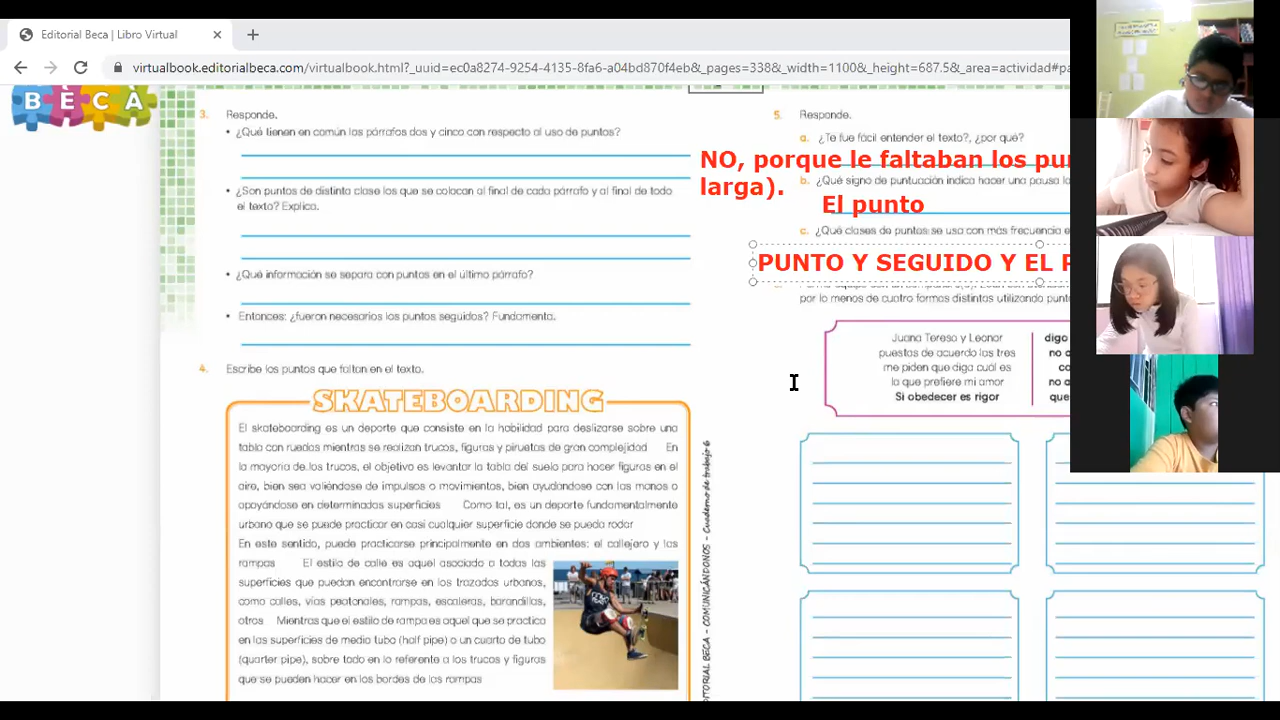 Editorial Beca | Libro Virtual
virtualbook.editorialbeca.com/virtualbook.html?_uuid=ec0a8274-9254-4135-8fa6-a04bd870f4eb&_pages=338&_width=1100&_height=687.5&_area=actividad#pa
BÈCA
3. Responde.
• ¿Qué tienen en común los párrafos dos y cinco con respecto al uso de puntos?
• ¿Son puntos de distinta clase los que se colocan al final de cada párrafo y al final de todo
el texto? Explica.
• ¿Qué información se separa con puntos en el último párrafo?
• Entonces: ¿fueron necesarios los puntos seguidos? Fundamenta.
4. Escribe los puntos que faltan en el texto.
SKATEBOARDING
El skateboarding es un deporte que consiste en la habilidad para deslizarse sobre una
tabla con ruedas mientras se realizan trucos, figuras y piruetas de gran complejidad En
la mayoría de los trucos, el objetivo es levantar la tabla del suelo para hacer figuras en el
aire, bien sea valiéndose de impulsos o movimientos, bien ayudándose con las manos o
apoyándose en determinadas superficies Como tal, es un deporte fundamentalmente
urbano que se puede practicar en casi cualquier superficie donde se pueda rodar
En este sentido, puede practicarse principalmente en dos ambientes: el callejero y las
rampas El estilo de calle es aquel asociado a todas las
superficies que puedan encontrarse en los trazados urbanos,
como calles, vías peatonales, rampas, escaleras, barandillas,
otros Mientras que el estilo de rampa es aquel que se practica
en las superficies de medio tubo (half pipe) o un cuarto de tubo
(quarter pipe), sobre todo en lo referente a los trucos y figuras
que se pueden hacer en los bordes de las rampas
EDITORIAL BECA - COMUNICÁNDONOS - Cuaderno de trabajo 6
5. Responde.
a. ¿Te fue fácil entender el texto?, ¿por qué?
NO, porque le faltaban los pu
larga).
b. ¿Qué signo de puntuación indica hacer una pausa la
El punto
c. ¿Qué clases de puntos se usa con más frecuencia e
PUNTO Y SEGUIDO Y EL P
por lo menos de cuatro formas distintas utilizando punt
Juana Teresa y Leonor
puestas de acuerdo las tres
me piden que diga cuál es
la que prefiere mi amor
Si obedecer es rigor
digo
no a
ca
no a
que